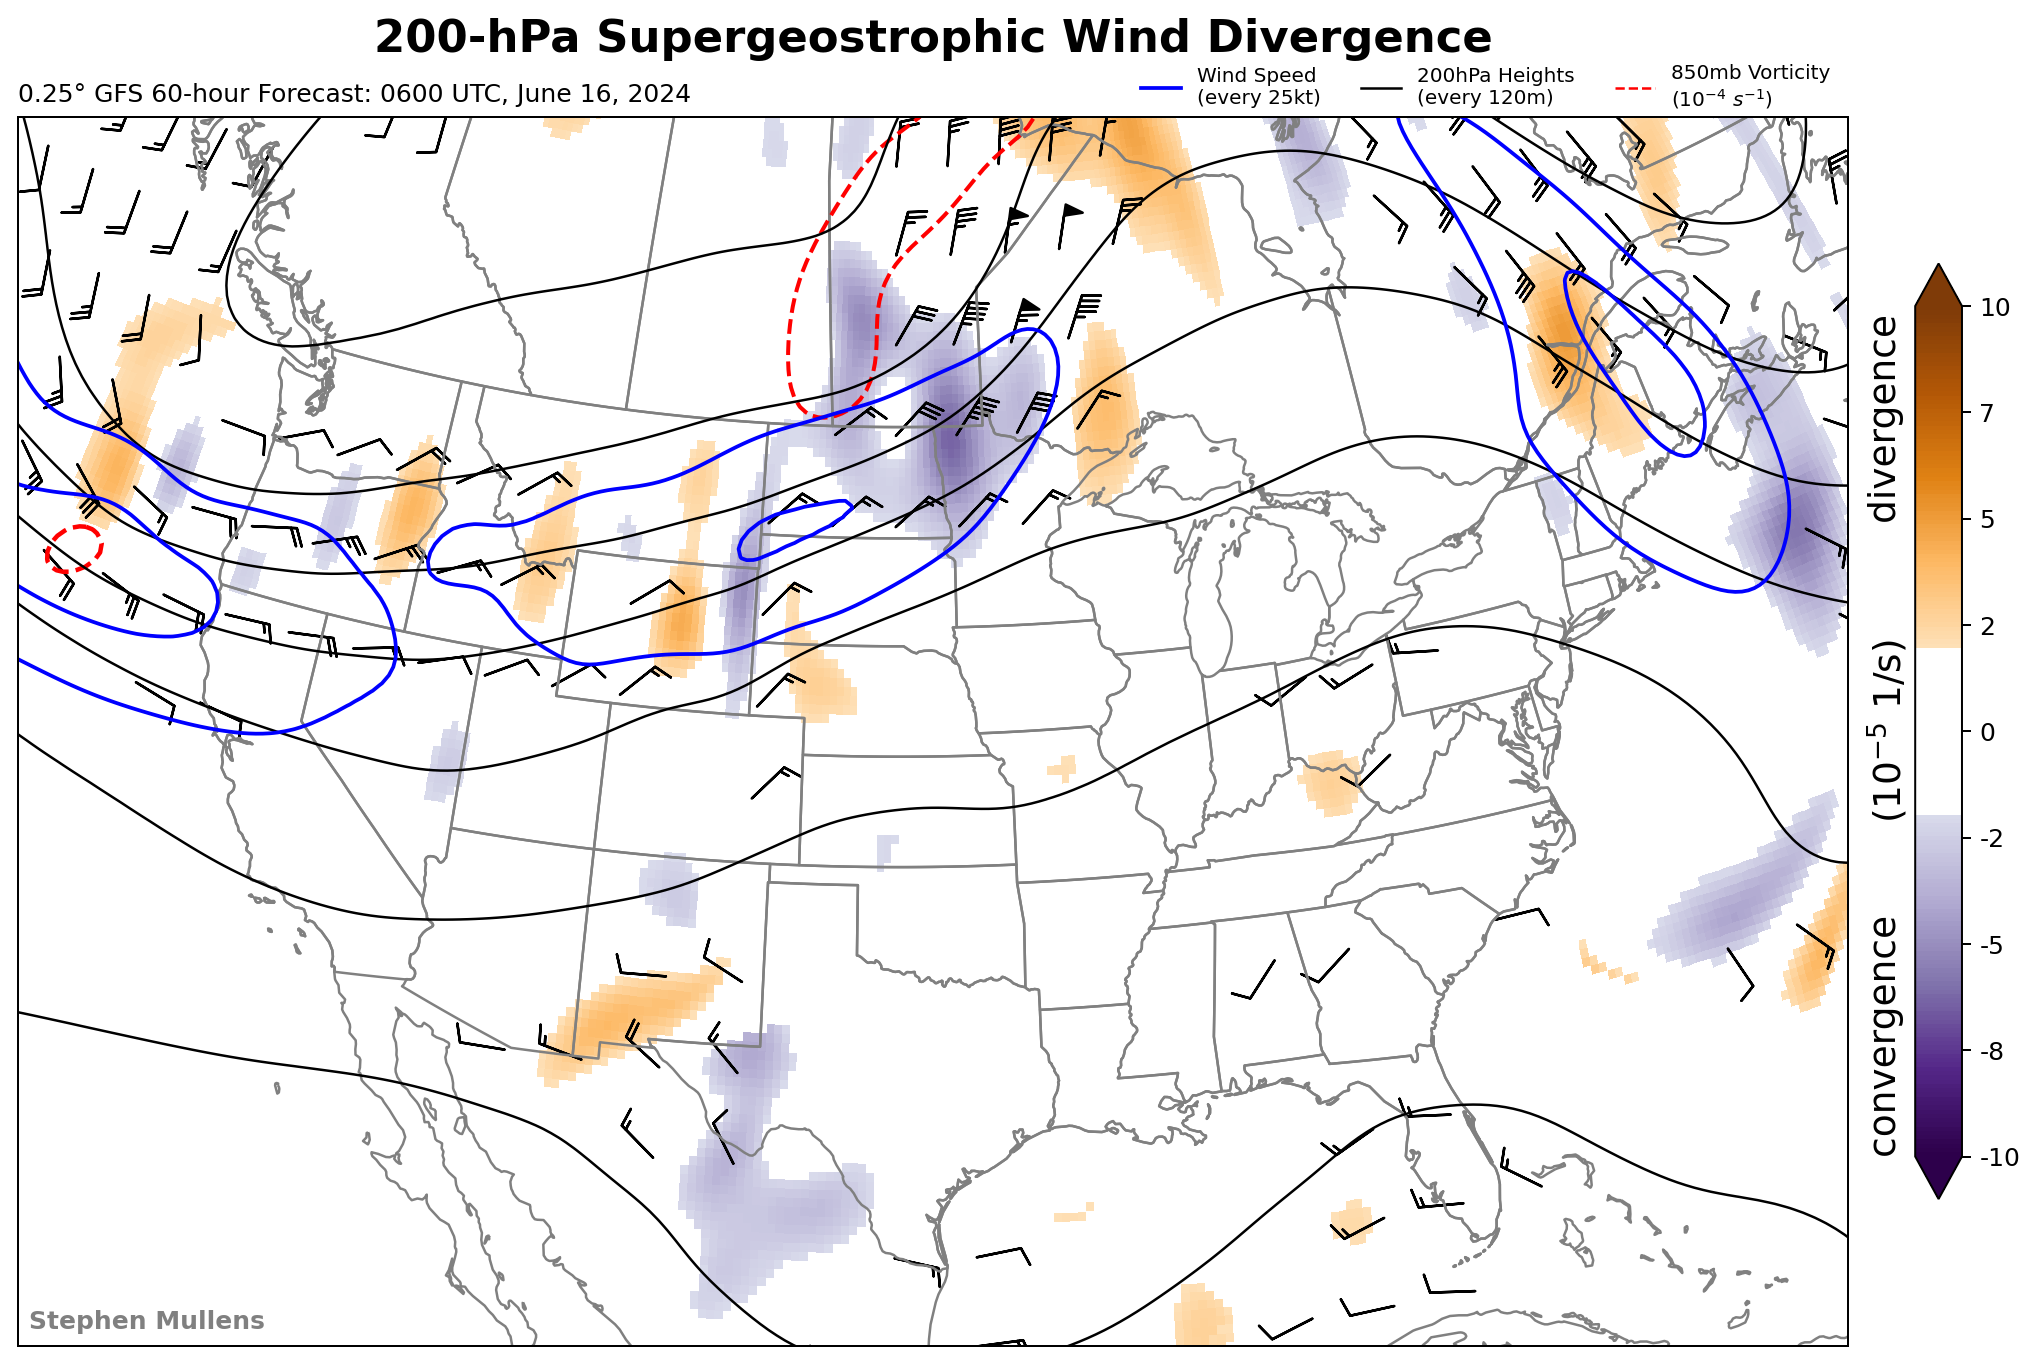 200-hPa Supergeostrophic Wind Divergence
0.25° GFS 60-hour Forecast: 0600 UTC, June 16, 2024
Wind Speed
(every 25kt)
200hPa Heights
(every 120m)
850mb Vorticity
(10⁻⁴ s⁻¹)
10
7
5
2
0
-2
-5
-8
-10
convergence (10⁻⁵ 1/s) divergence
Stephen Mullens